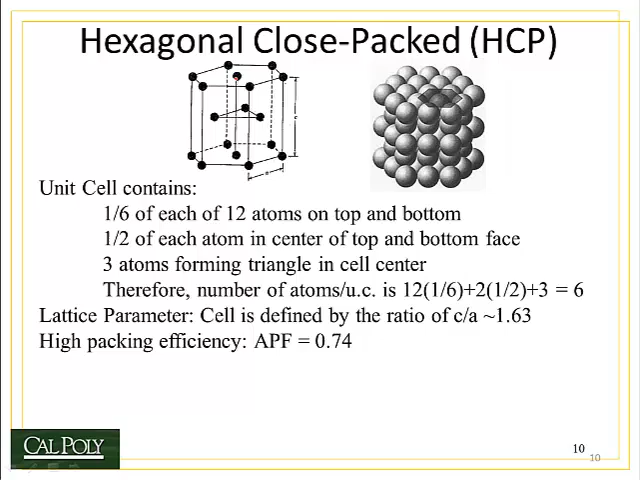 Hexagonal Close-Packed (HCP)
Unit Cell contains:
1/6 of each of 12 atoms on top and bottom
1/2 of each atom in center of top and bottom face
3 atoms forming triangle in cell center
Therefore, number of atoms/u.c. is 12(1/6)+2(1/2)+3 = 6
Lattice Parameter: Cell is defined by the ratio of c/a ~1.63
High packing efficiency: APF = 0.74
CAL POLY
10
10